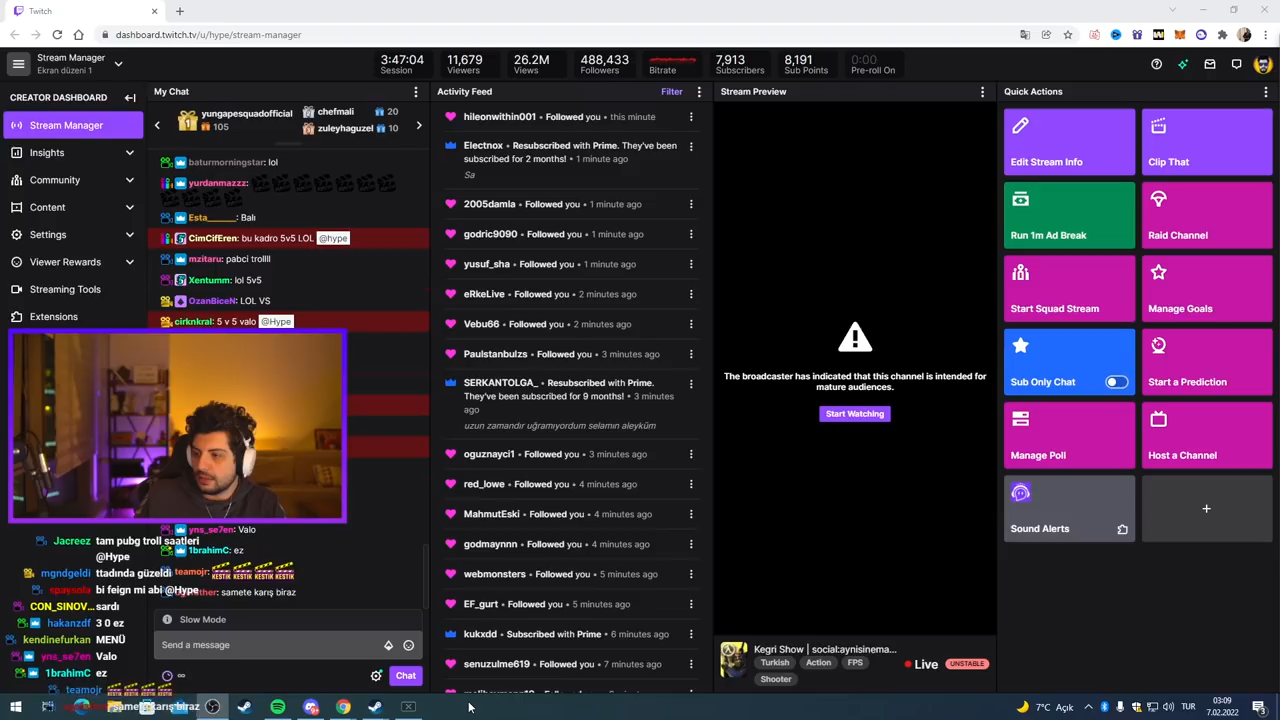 Twitch
dashboard.twitch.tv/u/hype/stream-manager
Stream Manager
Ekran düzeni 1
3:47:04
Session
11,679
Viewers
26.2M
Views
488,433
Followers
Bitrate
7,913
Subscribers
8,191
Sub Points
0:00
Pre-roll On
CREATOR DASHBOARD
Stream Manager
Insights
Community
Content
Settings
Viewer Rewards
Streaming Tools
Extensions
My Chat
yungapesquadofficial
105
chefmali 20
zuleyhaguzel 10
baturmorningstar: lol
yurdanmazzz:
Esta_______: Balı
CimCifEren: bu kadro 5v5 LOL @hype
mzitaru: pabci trollll
Xentumm: lol 5v5
OzanBiceN: LOL VS
cirknkral: 5 v 5 valo @Hype
yns_se7en: Valo
1brahimC: ez
teamojr: KESTİK KESTİK KESTİK KESTİK
samete karış biraz
Slow Mode
Send a message
Chat
Jacreez tam pubg troll saatleri
@Hype
mgndgeldi ttadında güzeldi
spaysola bi feign mi abi @Hype
CON_SINOV... sardı
hakanzdf 3 0 ez
kendinefurkan MENÜ
yns_se7en Valo
1brahimC ez
teamojr
samete karış biraz
Activity Feed
Filter
hileonwithin001 • Followed you • this minute
Electnox • Resubscribed with Prime. They've been
subscribed for 2 months! • 1 minute ago
Sa
2005damla • Followed you • 1 minute ago
godric9090 • Followed you • 1 minute ago
yusuf_sha • Followed you • 1 minute ago
eRkeLive • Followed you • 2 minutes ago
Vebu66 • Followed you • 2 minutes ago
Paulstanbulzs • Followed you • 3 minutes ago
SERKANTOLGA_ • Resubscribed with Prime.
They've been subscribed for 9 months! • 3 minutes
ago
uzun zamandır uğramıyordum selamın aleyküm
oguznayci1 • Followed you • 3 minutes ago
red_lowe • Followed you • 4 minutes ago
MahmutEski • Followed you • 4 minutes ago
godmaynnn • Followed you • 4 minutes ago
webmonsters • Followed you • 5 minutes ago
EF_gurt • Followed you • 5 minutes ago
kukxdd • Subscribed with Prime • 6 minutes ago
senuzulme619 • Followed you • 7 minutes ago
Stream Preview
The broadcaster has indicated that this channel is intended for
mature audiences.
Start Watching
Kegri Show | social:aynisinema...
Turkish
Action
FPS
Shooter
Live
UNSTABLE
Quick Actions
Edit Stream Info
Clip That
Run 1m Ad Break
Raid Channel
Start Squad Stream
Manage Goals
Sub Only Chat
Start a Prediction
Manage Poll
Host a Channel
Sound Alerts
7°C Açık
TUR
03:09
7.02.2022